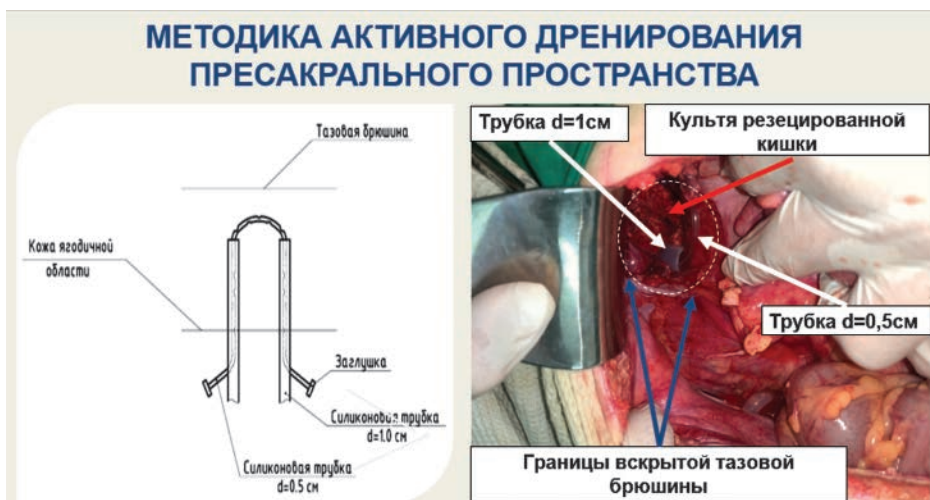 МЕТОДИКА АКТИВНОГО ДРЕНИРОВАНИЯ
ПРЕСАКРАЛЬНОГО ПРОСТРАНСТВА
Тазовая брюшина
Кожа ягодичной
области
Заглушка
Силиконовая трубка
d=1.0 см
Силиконовая трубка
d=0.5 см
Трубка d=1см
Культя резецированной
кишки
Трубка d=0,5см
Границы вскрытой тазовой
брюшины